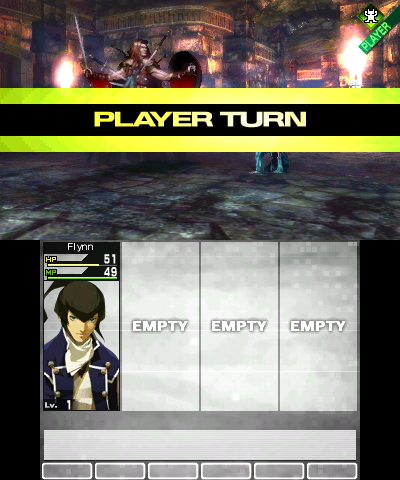 PLAYER
PLAYER TURN
Flynn
HP 51
MP 49
EMPTY EMPTY EMPTY
Lv. 1